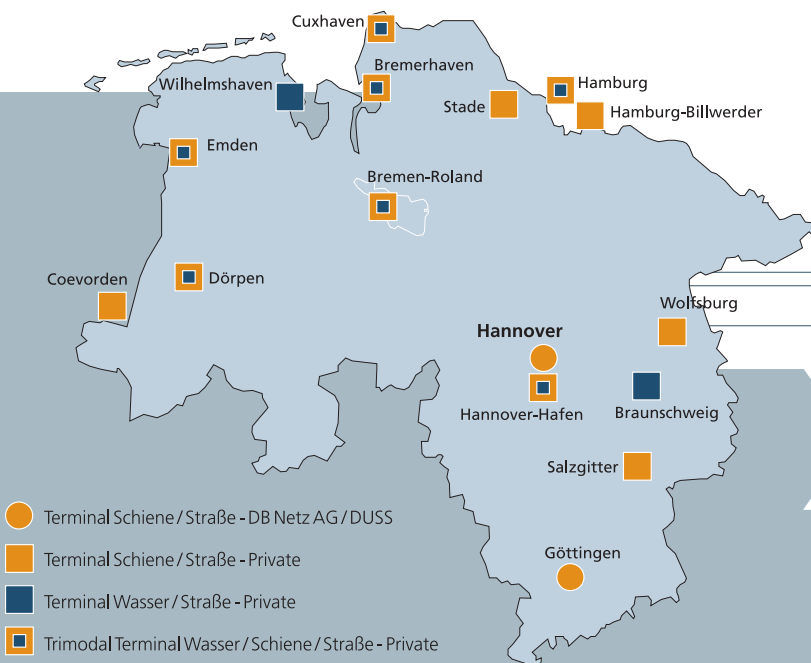 Cuxhaven
Bremerhaven
Wilhelmshaven
Hamburg
Stade
Hamburg-Billwerder
Emden
Bremen-Roland
Coevorden
Dörpen
Wolfsburg
Hannover
Hannover-Hafen
Braunschweig
Salzgitter
Göttingen
Terminal Schiene/Straße - DB Netz AG/DUSS
Terminal Schiene/Straße - Private
Terminal Wasser/Straße - Private
Trimodal Terminal Wasser/Schiene/Straße - Private